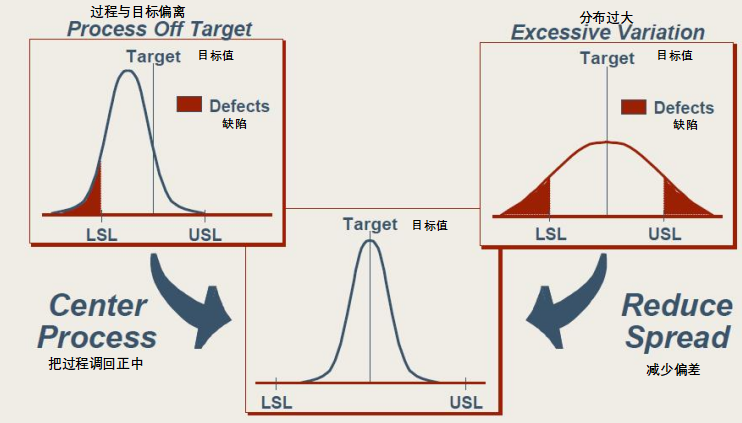 过程与目标偏离
Process Off Target
Target 目标值
Defects
缺陷
LSL USL
分布过大
Excessive Variation
Target 目标值
Defects
缺陷
LSL USL
Target 目标值
LSL USL
Center
Process
把过程调回正中
Reduce
Spread
减少偏差